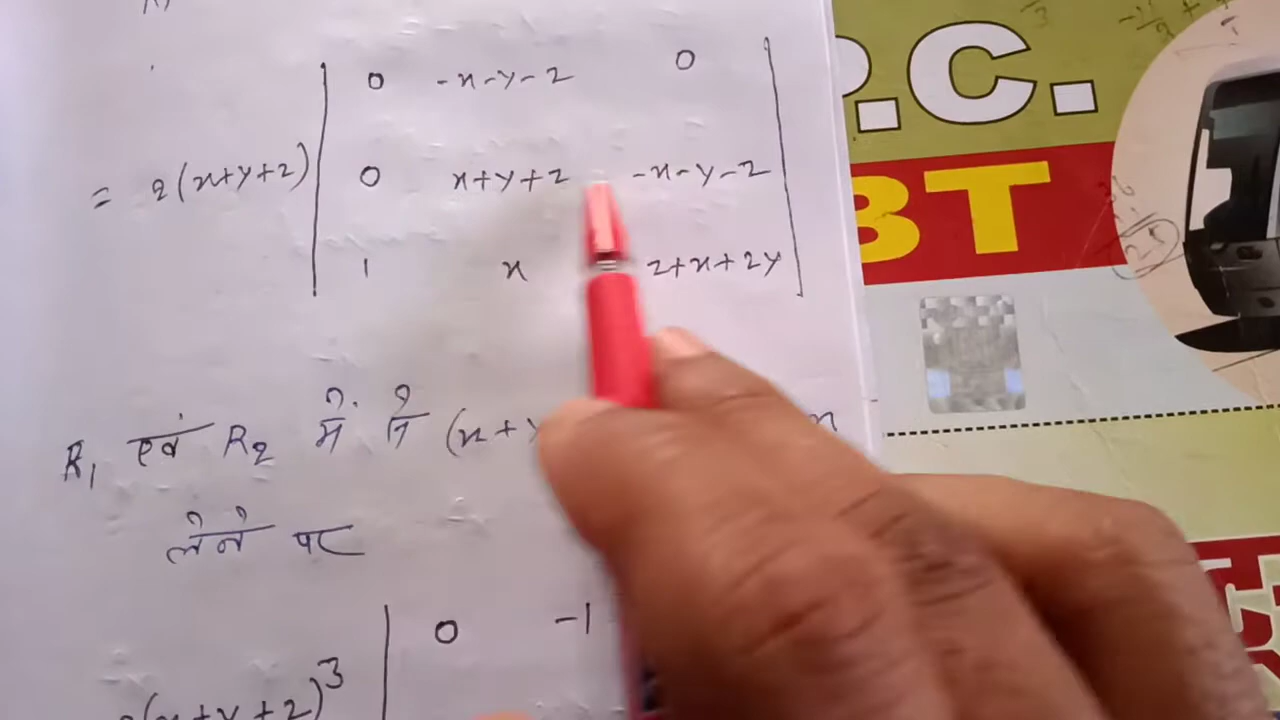 0 -x-y-z 0
= 2(x+y+z) 0 x+y+z -x-y-z
1 x z+x+2y
R₁ एवं R₂ में से (x+
लेने पर
0 -1
(x+y+z)³
P.C.
BT